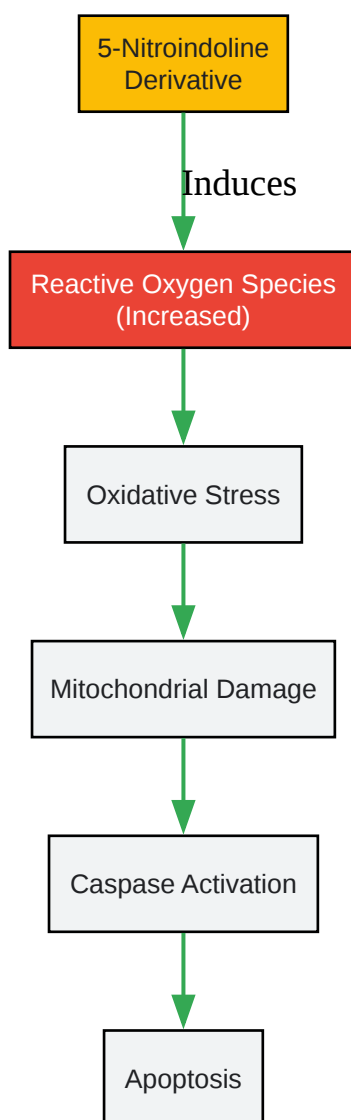 5-Nitroindoline
Derivative
Induces
Reactive Oxygen Species
(Increased)
Oxidative Stress
Mitochondrial Damage
Caspase Activation
Apoptosis